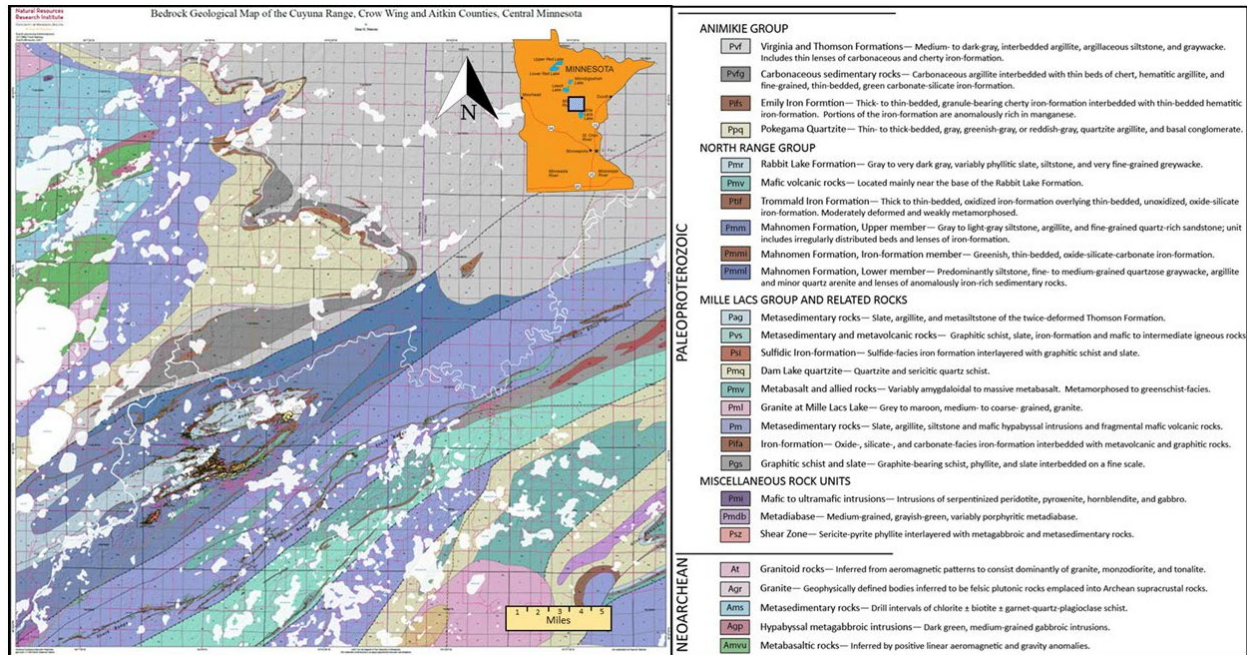 Natural Resources
Research Institute
Bedrock Geological Map of the Cuyuna Range, Crow Wing and Aitkin Counties, Central Minnesota
MINNESOTA
Upper Red Lake
Lower Red Lake
Leech
Lake
Moorhead
Duluth
N
1 2 3 4 5
Miles
PALEOPROTEROZOIC
ANIMIKIE GROUP
Pvf Virginia and Thomson Formations— Medium- to dark-gray, interbedded argillite, argillaceous siltstone, and graywacke.
Includes thin lenses of carbonaceous and cherty iron-formation.
Pvfg Carbonaceous sedimentary rocks— Carbonaceous argillite interbedded with thin beds of chert, hematitic argillite, and
fine-grained, thin-bedded, green carbonate-silicate iron-formation.
Pifs Emily Iron Formation— Thick- to thin-bedded, granule-bearing cherty iron-formation interbedded with thin-bedded hematitic
iron-formation. Portions of the iron-formation are anomalously rich in manganese.
Ppq Pokegama Quartzite— Thin- to thick-bedded, gray, greenish-gray, or reddish-gray, quartzite argillite, and basal conglomerate.
NORTH RANGE GROUP
Pmr Rabbit Lake Formation— Gray to very dark gray, variably phyllitic slate, siltstone, and very fine-grained greywacke.
Pmv Mafic volcanic rocks— Located mainly near the base of the Rabbit Lake Formation.
Ptif Trommald Iron Formation— Thick to thin-bedded, oxidized iron-formation overlying thin-bedded, unoxidized, oxide-silicate
iron-formation. Moderately deformed and weakly metamorphosed.
Pmm Mahnomen Formation, Upper member— Gray to light-gray siltstone, argillite, and fine-grained quartz-rich sandstone; unit
includes irregularly distributed beds and lenses of iron-formation.
Pmmi Mahnomen Formation, Iron-formation member— Greenish, thin-bedded, oxide-silicate-carbonate iron-formation.
Pmml Mahnomen Formation, Lower member— Predominantly siltstone, fine- to medium-grained quartzose graywacke, argillite
and minor quartz arenite and lenses of anomalously iron-rich sedimentary rocks.
MILLE LACS GROUP AND RELATED ROCKS
Pag Metasedimentary rocks— Slate, argillite, and metasiltstone of the twice-deformed Thomson Formation.
Pvs Metasedimentary and metavolcanic rocks— Graphitic schist, slate, iron-formation and mafic to intermediate igneous rocks
Psi Sulfidic Iron-formation— Sulfide-facies iron formation interlayered with graphitic schist and slate.
Pmq Dam Lake quartzite— Quartzite and sericitic quartz schist.
Pmv Metabasalt and allied rocks— Variably amygdaloidal to massive metabasalt. Metamorphosed to greenschist-facies.
Pml Granite at Mille Lacs Lake— Grey to maroon, medium- to coarse- grained, granite.
Pm Metasedimentary rocks— Slate, argillite, siltstone and mafic hypabyssal intrusions and fragmental mafic volcanic rocks.
Pifa Iron-formation— Oxide-, silicate-, and carbonate-facies iron-formation interbedded with metavolcanic and graphitic rocks.
Pgs Graphitic schist and slate— Graphite-bearing schist, phyllite, and slate interbedded on a fine scale.
MISCELLANEOUS ROCK UNITS
Pmi Mafic to ultramafic intrusions— Intrusions of serpentinized peridotite, pyroxenite, hornblendite, and gabbro.
Pmdb Metadiabase— Medium-grained, grayish-green, variably porphyritic metadiabase.
Psz Shear Zone— Sericite-pyrite phyllite interlayered with metagabbroic and metasedimentary rocks.
NEOARCHEAN
At Granitoid rocks— Inferred from aeromagnetic patterns to consist dominantly of granite, monzodiorite, and tonalite.
Agr Granite— Geophysically defined bodies inferred to be felsic plutonic rocks emplaced into Archean supracrustal rocks.
Ams Metasedimentary rocks— Drill intervals of chlorite ± biotite ± garnet-quartz-plagioclase schist.
Agp Hypabyssal metagabbroic intrusions— Dark green, medium-grained gabbroic intrusions.
Amvu Metabasaltic rocks— Inferred by positive linear aeromagnetic and gravity anomalies.